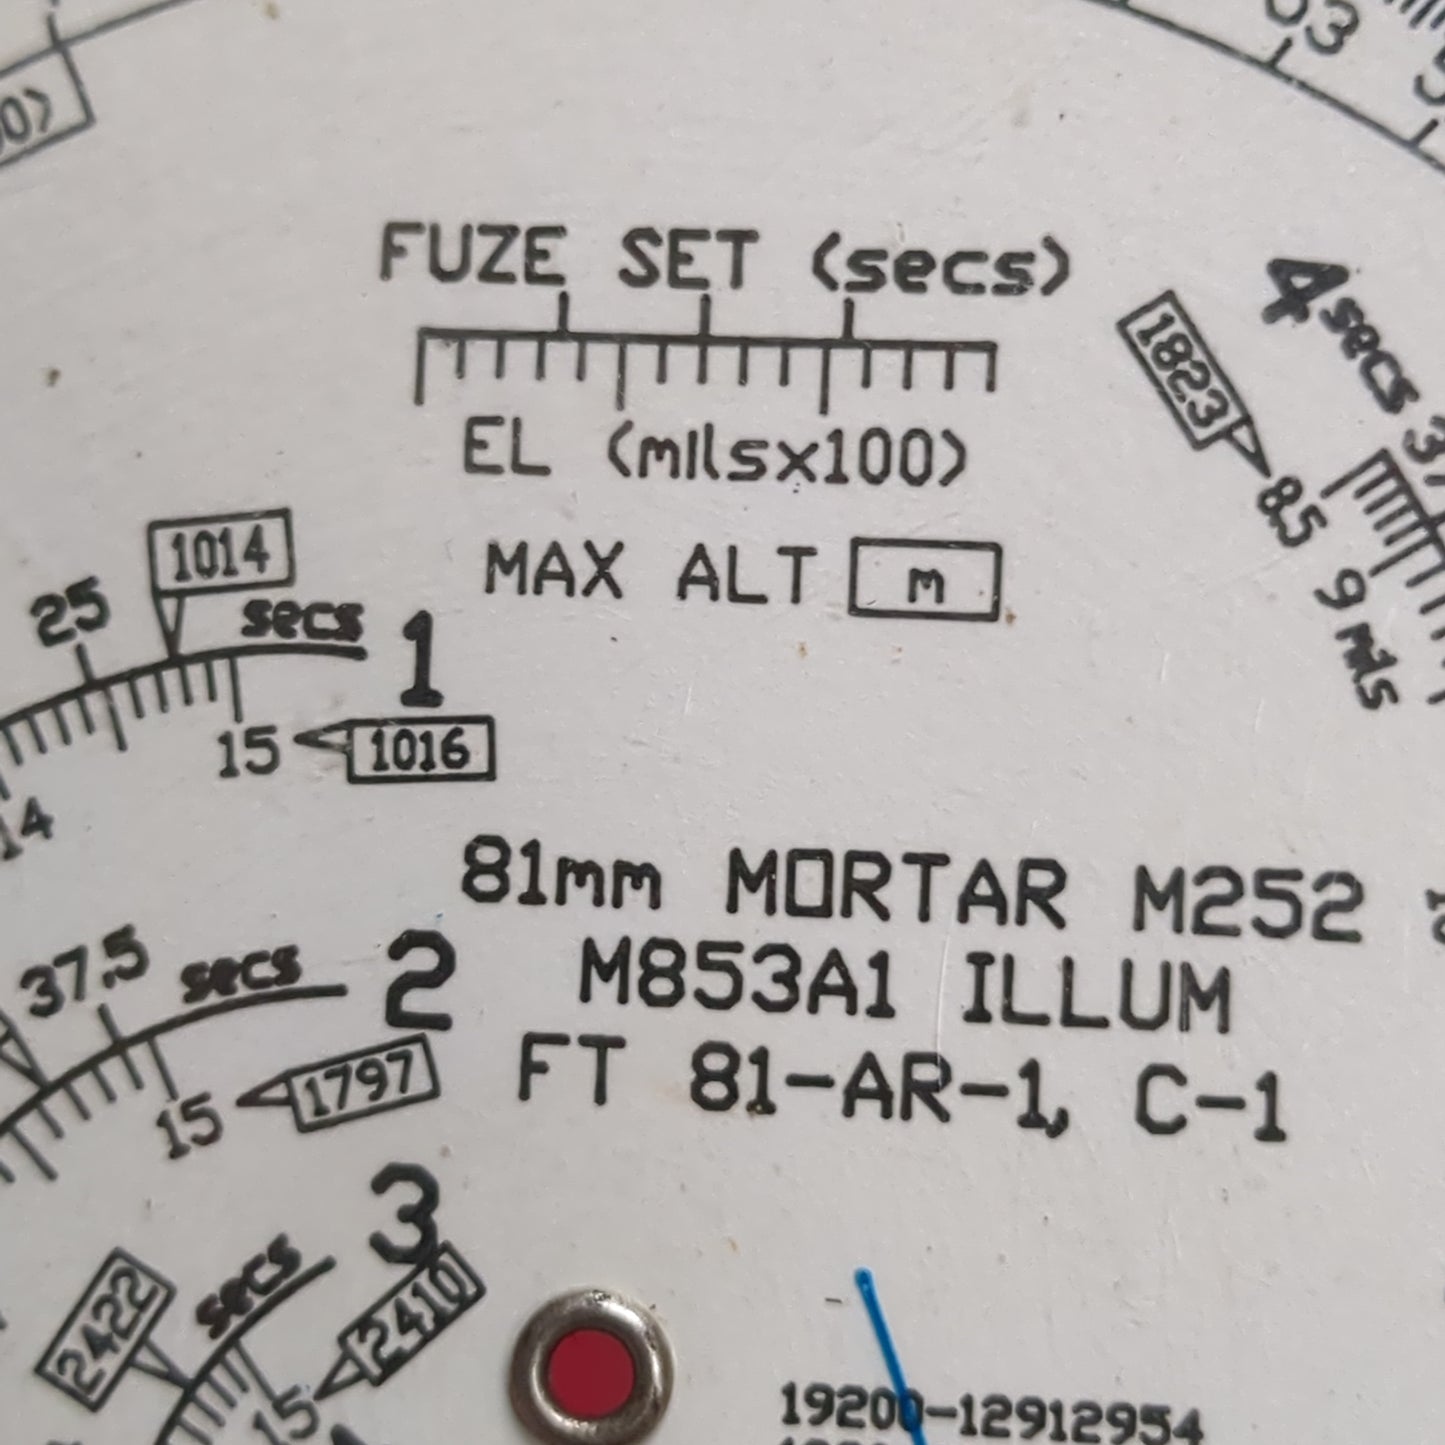 0)
53
FUZE SET (secs)
EL (milsx100)
MAX ALT m
1823
4 secs
8.5
9 mils
1014
25
secs
1
15
1016
14
81mm MORTAR M252
M853A1 ILLUM
FT 81-AR-1, C-1
37.5
secs
2
15
1797
3
2422
secs
2410
15
19200-12912954